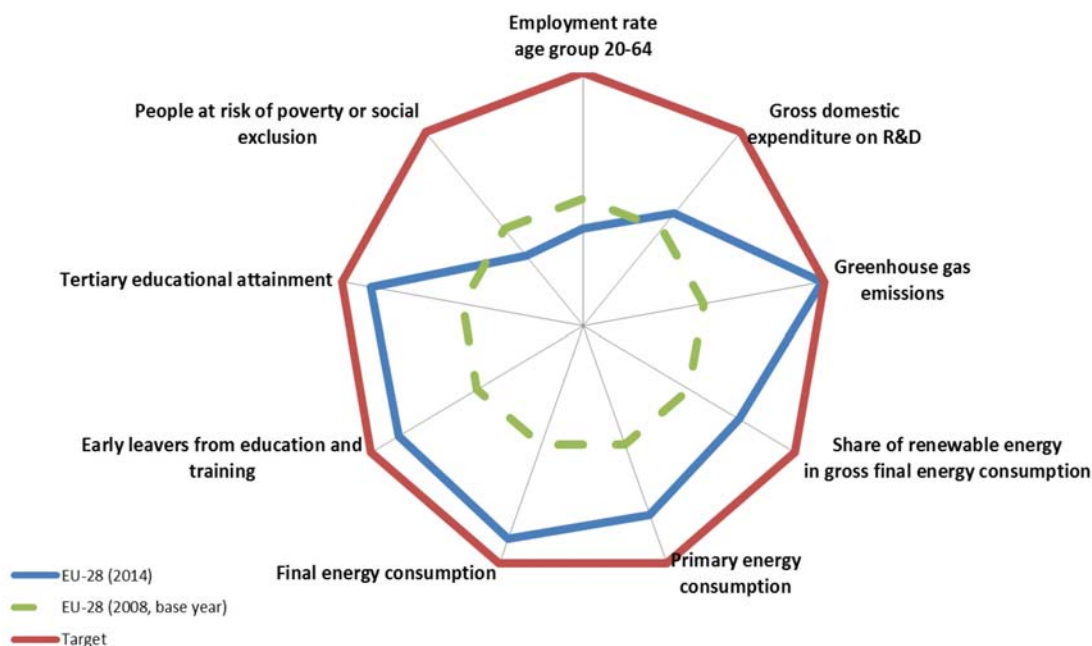 Employment rate
age group 20-64
People at risk of poverty or social
exclusion
Gross domestic
expenditure on R&D
Tertiary educational attainment
Greenhouse gas
emissions
Early leavers from education and
training
Share of renewable energy
in gross final energy consumption
Final energy consumption
Primary energy
consumption
EU-28 (2014)
EU-28 (2008, base year)
Target